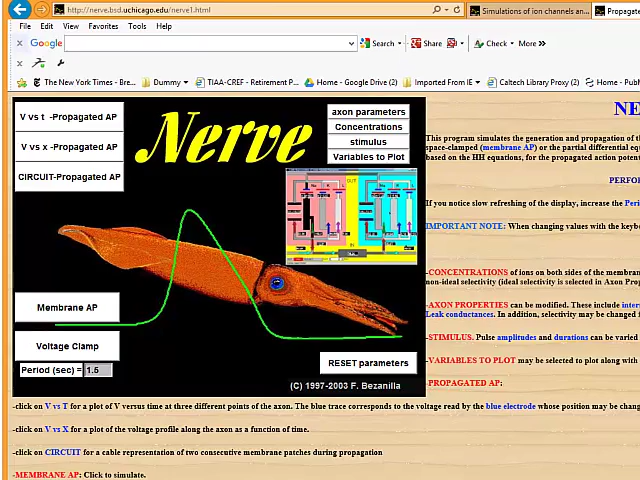 http://nerve.bsd.uchicago.edu/nerve1.html
Simulations of ion channels an...
Propagate
File Edit View Favorites Tools Help
x Google Search Share Check More »
x
The New York Times - Bre... Dummy TIAA-CREF - Retirement P... Home - Google Drive (2) Imported From IE Caltech Library Proxy (2) Home - Pub
V vs t -Propagated AP
V vs x -Propagated AP
CIRCUIT-Propagated AP
Nerve
axon parameters
Concentrations
stimulus
Variables to Plot
OUT
IN
Membrane AP
Voltage Clamp
Period (sec) = 1.5
RESET parameters
(C) 1997-2003 F. Bezanilla
NE
This program simulates the generation and propagation of th
space-clamped (membrane AP) or the partial differential equ
based on the HH equations, for the propagated action poten
PERFOR
If you notice slow refreshing of the display, increase the Peri
IMPORTANT NOTE: When changing values with the keybo
-CONCENTRATIONS of ions on both sides of the membran
non-ideal selectivity (ideal selectivity is selected in Axon Prop
-AXON PROPERTIES can be modified. These include inter
Leak conductances. In addition, selectivity may be changed f
-STIMULUS. Pulse amplitudes and durations can be varied
-VARIABLES TO PLOT may be selected to plot along with
-PROPAGATED AP:
-click on V vs T for a plot of V versus time at three different points of the axon. The blue trace corresponds to the voltage read by the blue electrode whose position may be chang
-click on V vs X for a plot of the voltage profile along the axon as a function of time.
-click on CIRCUIT for a cable representation of two consecutive membrane patches during propagation
-MEMBRANE AP: Click to simulate.